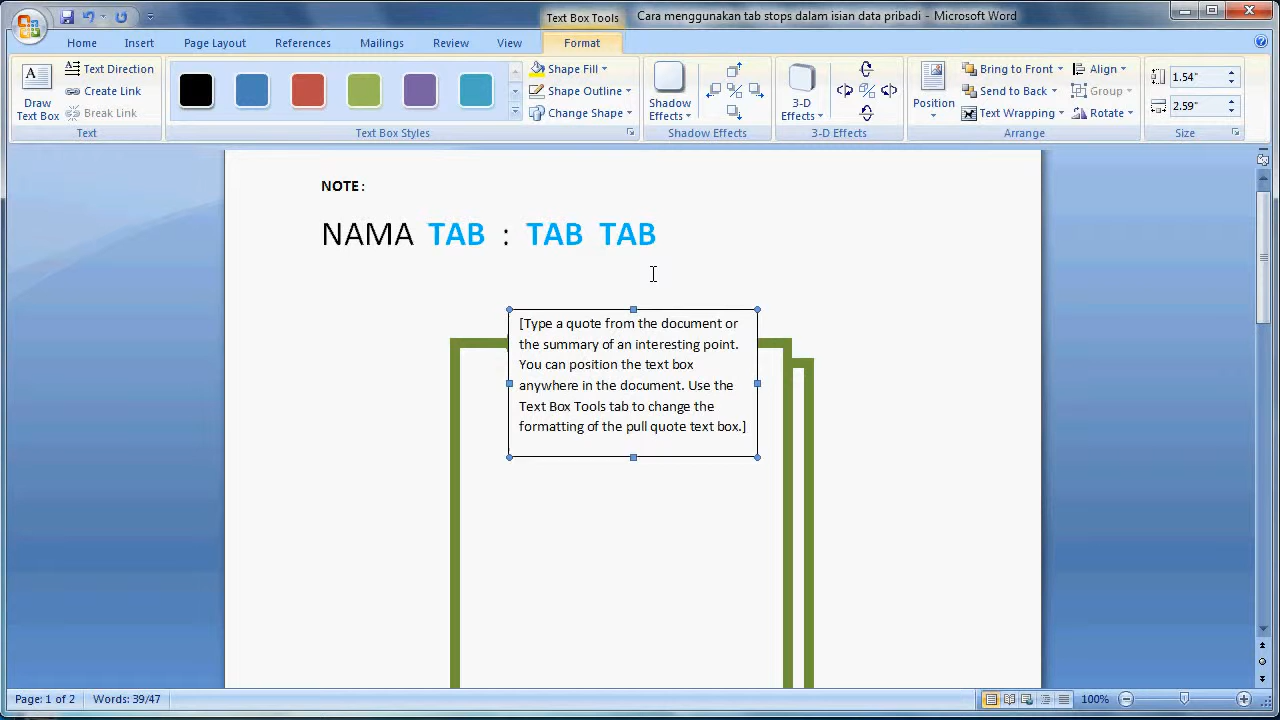 Text Box Tools
Cara menggunakan tab stops dalam isian data pribadi - Microsoft Word
Home Insert Page Layout References Mailings Review View Format
Draw Text Box
Text Direction
Create Link
Break Link
Text
Text Box Styles
Shape Fill
Shape Outline
Change Shape
Shadow Effects
Shadow Effects
3-D Effects
3-D Effects
Position
Bring to Front
Send to Back
Text Wrapping
Align
Group
Rotate
Arrange
1.54"
2.59"
Size
NOTE:
NAMA TAB : TAB TAB
[Type a quote from the document or
the summary of an interesting point.
You can position the text box
anywhere in the document. Use the
Text Box Tools tab to change the
formatting of the pull quote text box.]
Page: 1 of 2 Words: 39/47 100%